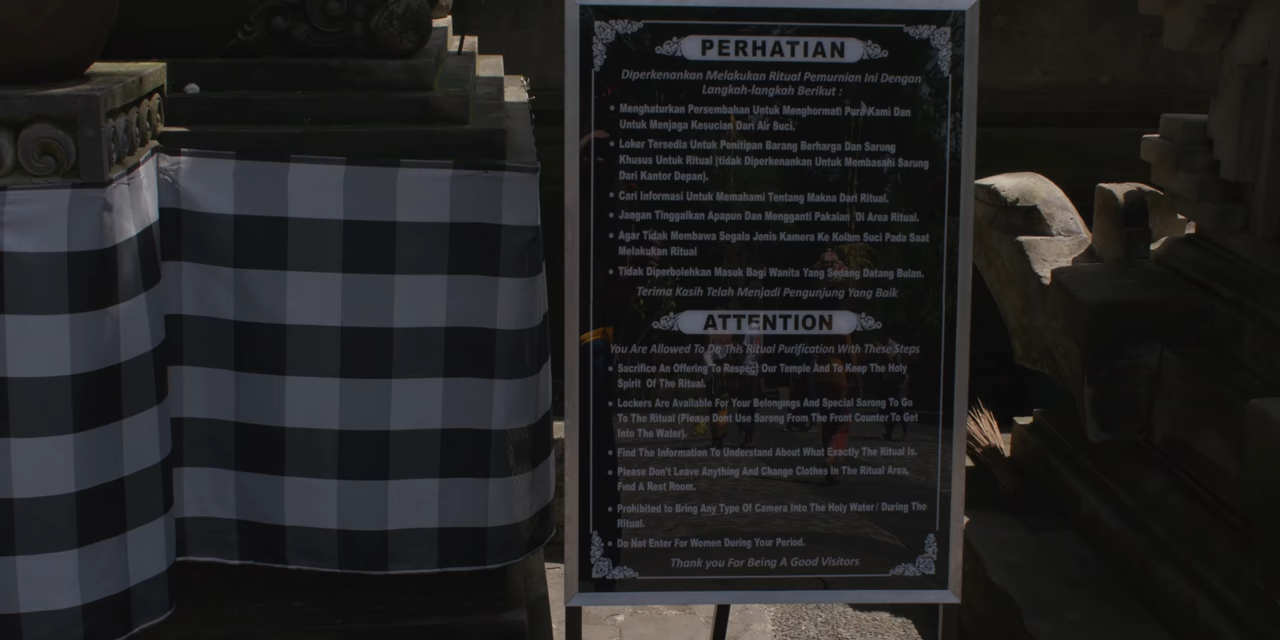 PERHATIAN
Diperkenankan Melakukan Ritual Pemurnian Ini Dengan
Langkah-langkah Berikut :
• Menghaturkan Persembahan Untuk Menghormati Pura Kami Dan
Untuk Menjaga Kesucian Dari Air Suci.
• Loker Tersedia Untuk Penitipan Barang Berharga Dan Sarung
Khusus Untuk Ritual (tidak Diperkenankan Untuk Membasahi Sarung
Dari Kantor Depan).
• Cari Informasi Untuk Memahami Tentang Makna Dari Ritual.
• Jangan Tinggalkan Apapun Dan Mengganti Pakaian Di Area Ritual.
• Agar Tidak Membawa Segala Jenis Kamera Ke Kolam Suci Pada Saat
Melakukan Ritual
• Tidak Diperbolehkan Masuk Bagi Wanita Yang Sedang Datang Bulan.
Terima Kasih Telah Menjadi Pengunjung Yang Baik
ATTENTION
You Are Allowed To Do This Ritual Purification With These Steps
• Sacrifice An Offering To Respect Our Temple And To Keep The Holy
Spirit Of The Ritual.
• Lockers Are Available For Your Belongings And Special Sarong To Go
To The Ritual (Please Dont Use Sarong From The Front Counter To Get
Into The Water).
• Find The Information To Understand About What Exactly The Ritual Is.
• Please Don't Leave Anything And Change Clothes In The Ritual Area,
Find A Rest Room.
• Prohibited to Bring Any Type Of Camera Into The Holy Water / During The
Ritual.
• Do Not Enter For Women During Your Period.
Thank you For Being A Good Visitors